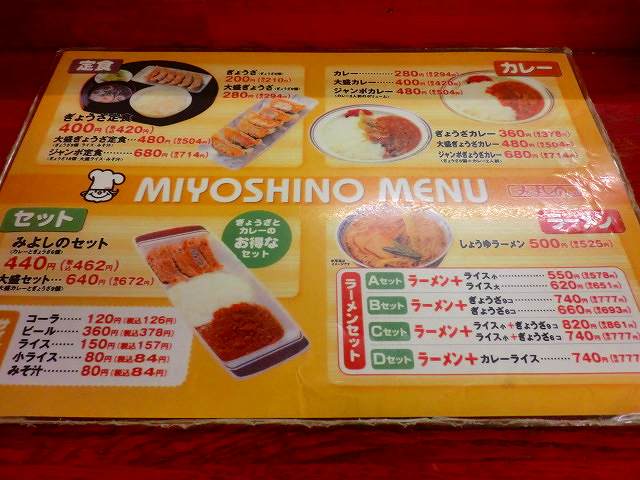 定食
ぎょうざ
200円(税込210円)
大盛ぎょうざ
280円(税込294円)
ぎょうざ定食
400円(税込420円)
大盛ぎょうざ定食…480円(税込504円)
ジャンボ定食………680円(税込714円)
カレー
カレー………280円(税込294円)
大盛カレー………400円(税込420円)
ジャンボカレー 480円(税込504円)
ぎょうざカレー 360円(税込378円)
大盛ぎょうざカレー 480円(税込504円)
ジャンボぎょうざカレー 680円(税込714円)
MIYOSHINO MENU
みよしの
セット
みよしのセット
440円(税込462円)
大盛セット…640円(税込672円)
ぎょうざと
カレーの
お得な
セット
コーラ………120円(税込126円)
ビール………360円(税込378円)
ライス………150円(税込157円)
小ライス………80円(税込84円)
みそ汁………80円(税込84円)
ラーメン
しょうゆラーメン 500円(税込525円)
ラーメンセット
Aセット ラーメン+ ライス小………550円(税込578円)
ライス大………620円(税込651円)
Bセット ラーメン+ ぎょうざ9コ………740円(税込777円)
ぎょうざ6コ………660円(税込693円)
Cセット ラーメン+ ライス小+ぎょうざ9コ 820円(税込861円)
ライス小+ぎょうざ6コ 740円(税込777円)
Dセット ラーメン+ カレーライス………740円(税込777